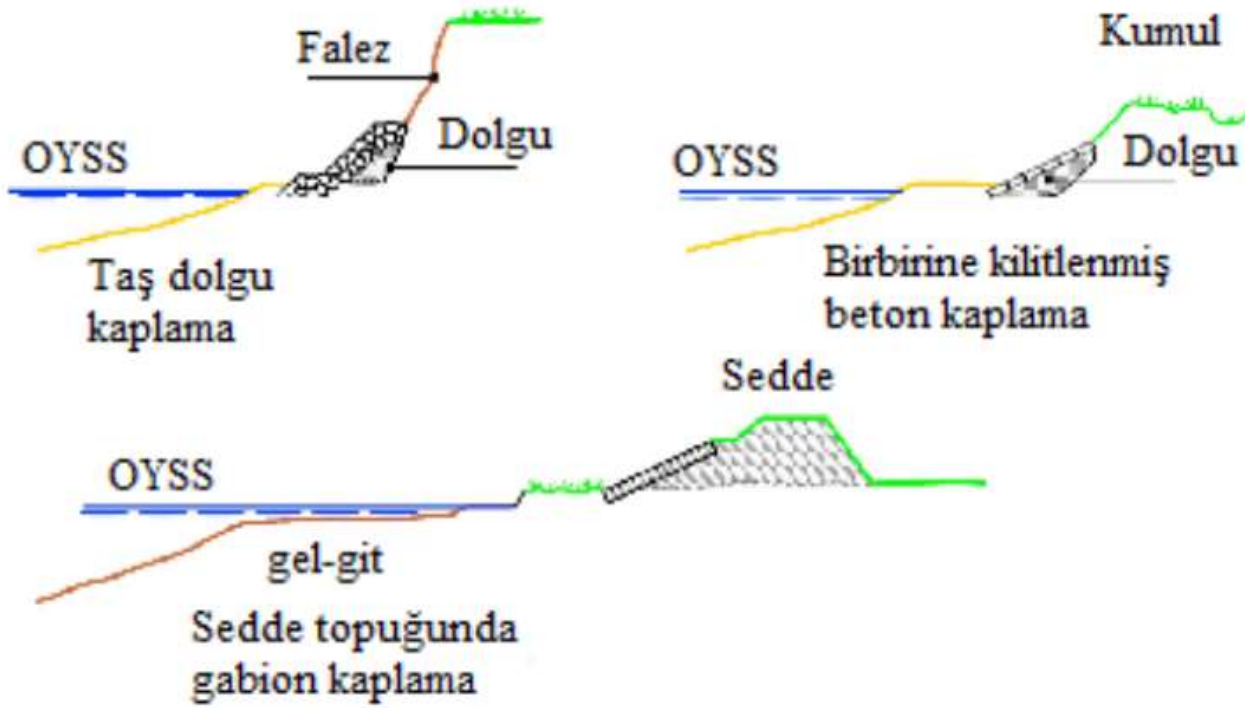 Falez
OYSS
Dolgu
Taş dolgu
kaplama
Kumul
OYSS
Dolgu
Birbirine kilitlenmiş
beton kaplama
Sedde
OYSS
gel-git
Sedde topuğunda
gabion kaplama